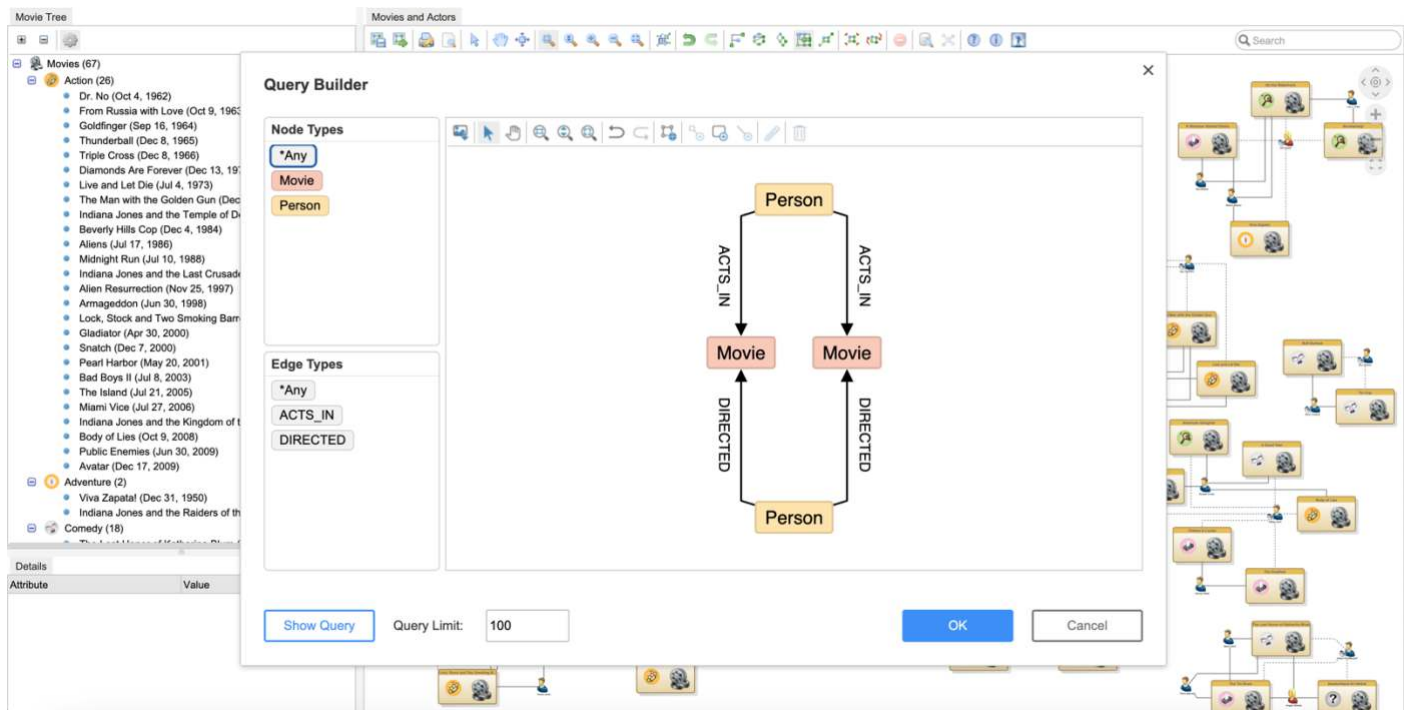 Movie Tree
Movies and Actors
Search
Movies (67)
Action (26)
Dr. No (Oct 4, 1962)
From Russia with Love (Oct 9, 1963
Goldfinger (Sep 16, 1964)
Thunderball (Dec 8, 1965)
Triple Cross (Dec 8, 1966)
Diamonds Are Forever (Dec 13, 197
Live and Let Die (Jul 4, 1973)
The Man with the Golden Gun (Dec
Indiana Jones and the Temple of D
Beverly Hills Cop (Dec 4, 1984)
Aliens (Jul 17, 1986)
Midnight Run (Jul 10, 1988)
Indiana Jones and the Last Crusade
Alien Resurrection (Nov 25, 1997)
Armageddon (Jun 30, 1998)
Lock, Stock and Two Smoking Barr
Gladiator (Apr 30, 2000)
Snatch (Dec 7, 2000)
Pearl Harbor (May 20, 2001)
Bad Boys II (Jul 8, 2003)
The Island (Jul 21, 2005)
Miami Vice (Jul 27, 2006)
Indiana Jones and the Kingdom of t
Body of Lies (Oct 9, 2008)
Public Enemies (Jun 30, 2009)
Avatar (Dec 17, 2009)
Adventure (2)
Viva Zapata! (Dec 31, 1950)
Indiana Jones and the Raiders of th
Comedy (18)
Details
Attribute Value
Query Builder
Node Types
*Any
Movie
Person
Edge Types
*Any
ACTS_IN
DIRECTED
Person
ACTS_IN ACTS_IN
Movie Movie
DIRECTED DIRECTED
Person
Show Query Query Limit: 100 OK Cancel